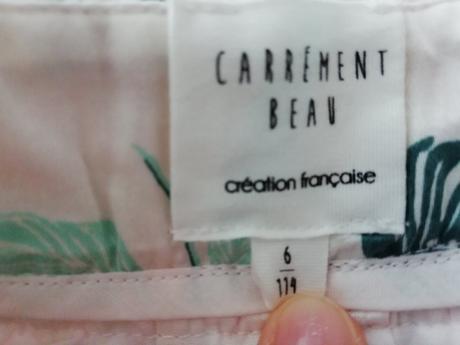 CARRÉMENT
BEAU
création française
6
114